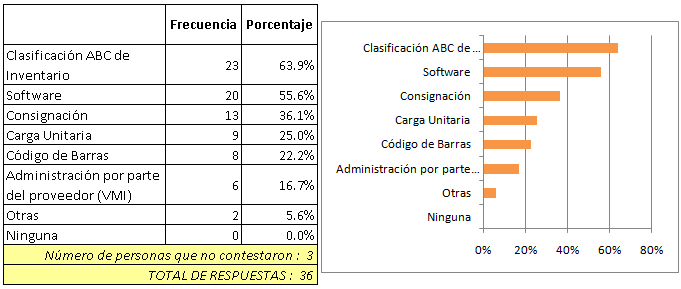 Frecuencia Porcentaje
Clasificación ABC de
Inventario 23 63.9%
Software 20 55.6%
Consignación 13 36.1%
Carga Unitaria 9 25.0%
Código de Barras 8 22.2%
Administración por parte
del proveedor (VMI) 6 16.7%
Otras 2 5.6%
Ninguna 0 0.0%
Número de personas que no contestaron : 3
TOTAL DE RESPUESTAS : 36
Clasificación ABC de ...
Software
Consignación
Carga Unitaria
Código de Barras
Administración por parte ...
Otras
Ninguna
0% 20% 40% 60% 80%